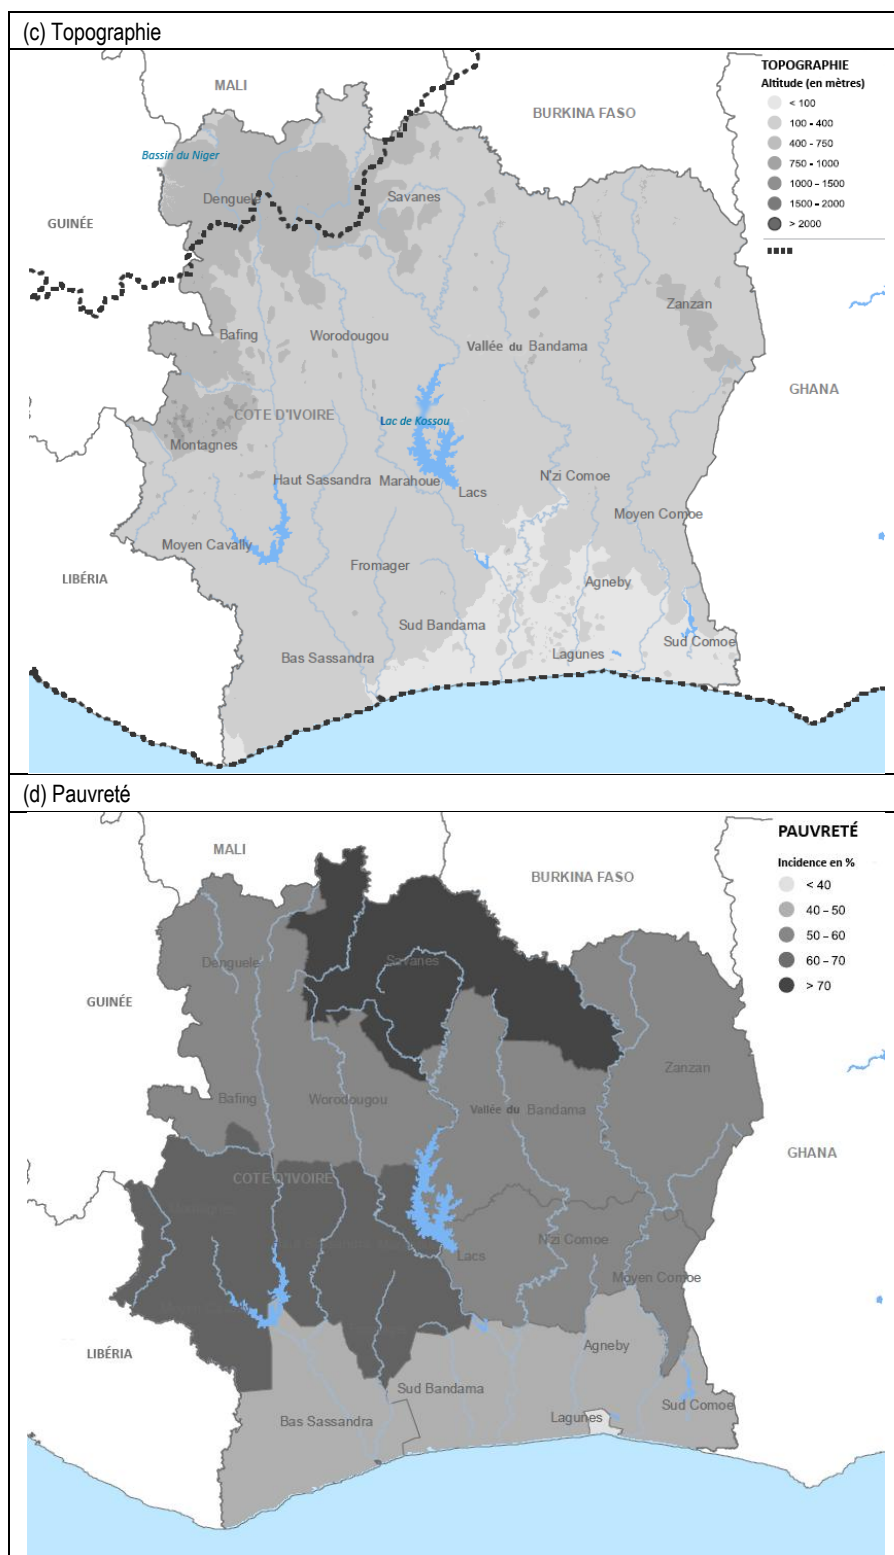 (c) Topographie
TOPOGRAPHIE
Altitude (en mètres)
< 100
100 - 400
400 - 750
750 - 1000
1000 - 1500
1500 - 2000
> 2000
MALI
BURKINA FASO
Bassin du Niger
Denguele
Savanes
GUINÉE
Zanzan
Bafing
Worodougou
Vallée du Bandama
GHANA
COTE D'IVOIRE
Lac de Kossou
Montagnes
Haut Sassandra
Marahoue
Lacs
N'zi Comoe
Moyen Comoe
Moyen Cavally
LIBÉRIA
Fromager
Agneby
Sud Bandama
Bas Sassandra
Lagunes
Sud Comoe
(d) Pauvreté
PAUVRETÉ
Incidence en %
< 40
40 – 50
50 – 60
60 – 70
> 70
MALI
BURKINA FASO
Denguele
Savanes
GUINÉE
Zanzan
Bafing
Worodougou
Vallée du Bandama
GHANA
COTE D'IVOIRE
Montagnes
Lacs
N'zi Comoe
Moyen Comoe
LIBÉRIA
Agneby
Sud Bandama
Bas Sassandra
Lagunes
Sud Comoe